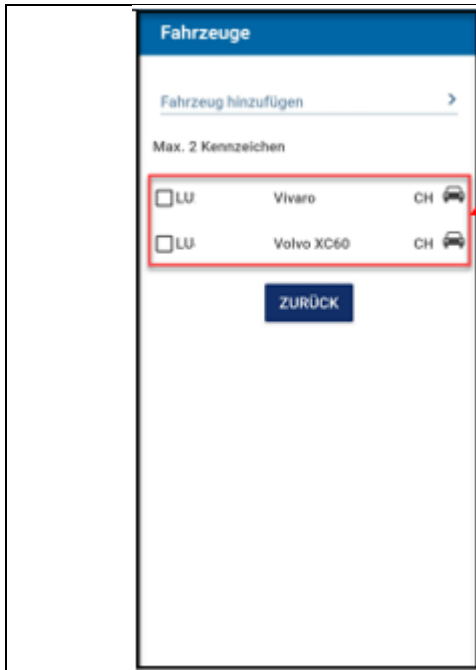 Fahrzeuge
Fahrzeug hinzufügen
Max. 2 Kennzeichen
LU Vivaro CH
LU Volvo XC60 CH
ZURÜCK